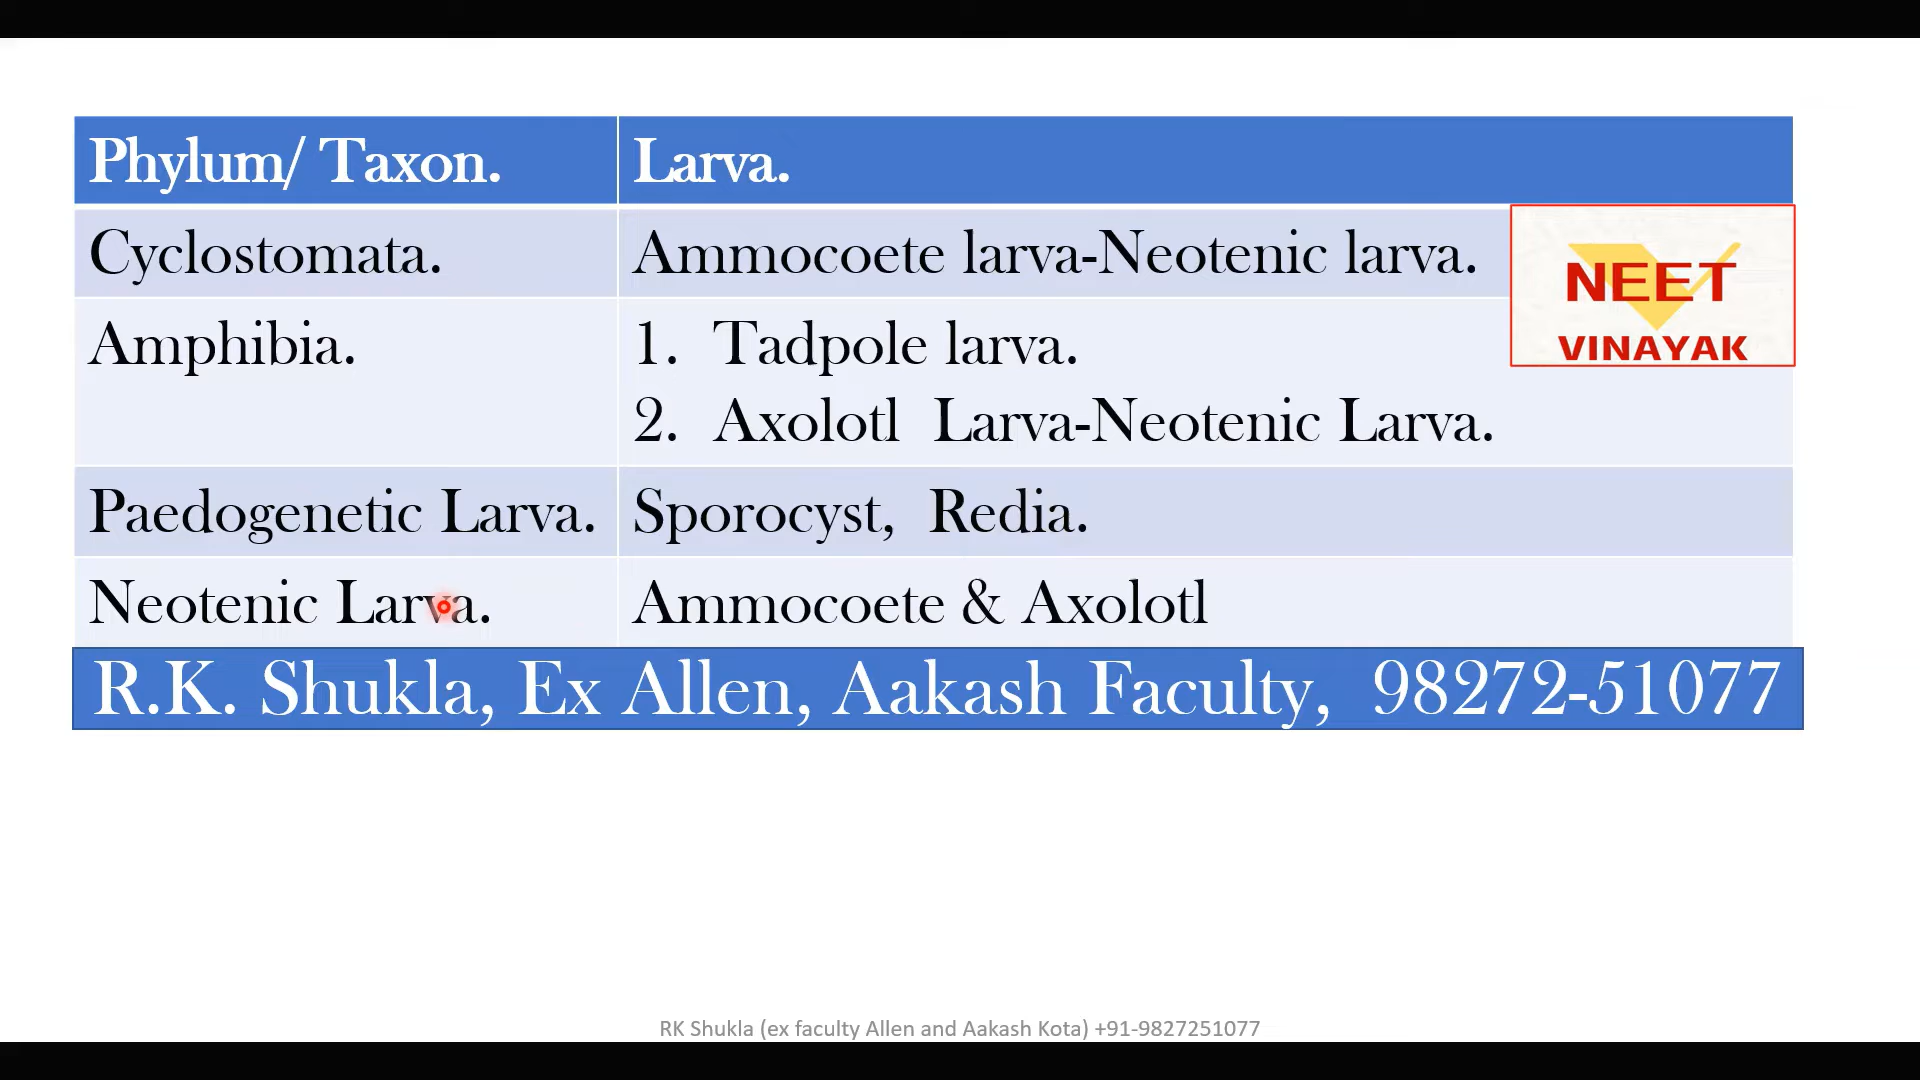 Phylum/ Taxon. Larva.
Cyclostomata. Ammocoete larva-Neotenic larva.
NEET
VINAYAK
Amphibia. 1. Tadpole larva.
2. Axolotl Larva-Neotenic Larva.
Paedogenetic Larva. Sporocyst, Redia.
Neotenic Larva. Ammocoete & Axolotl
R.K. Shukla, Ex Allen, Aakash Faculty, 98272-51077
RK Shukla (ex faculty Allen and Aakash Kota) +91-9827251077